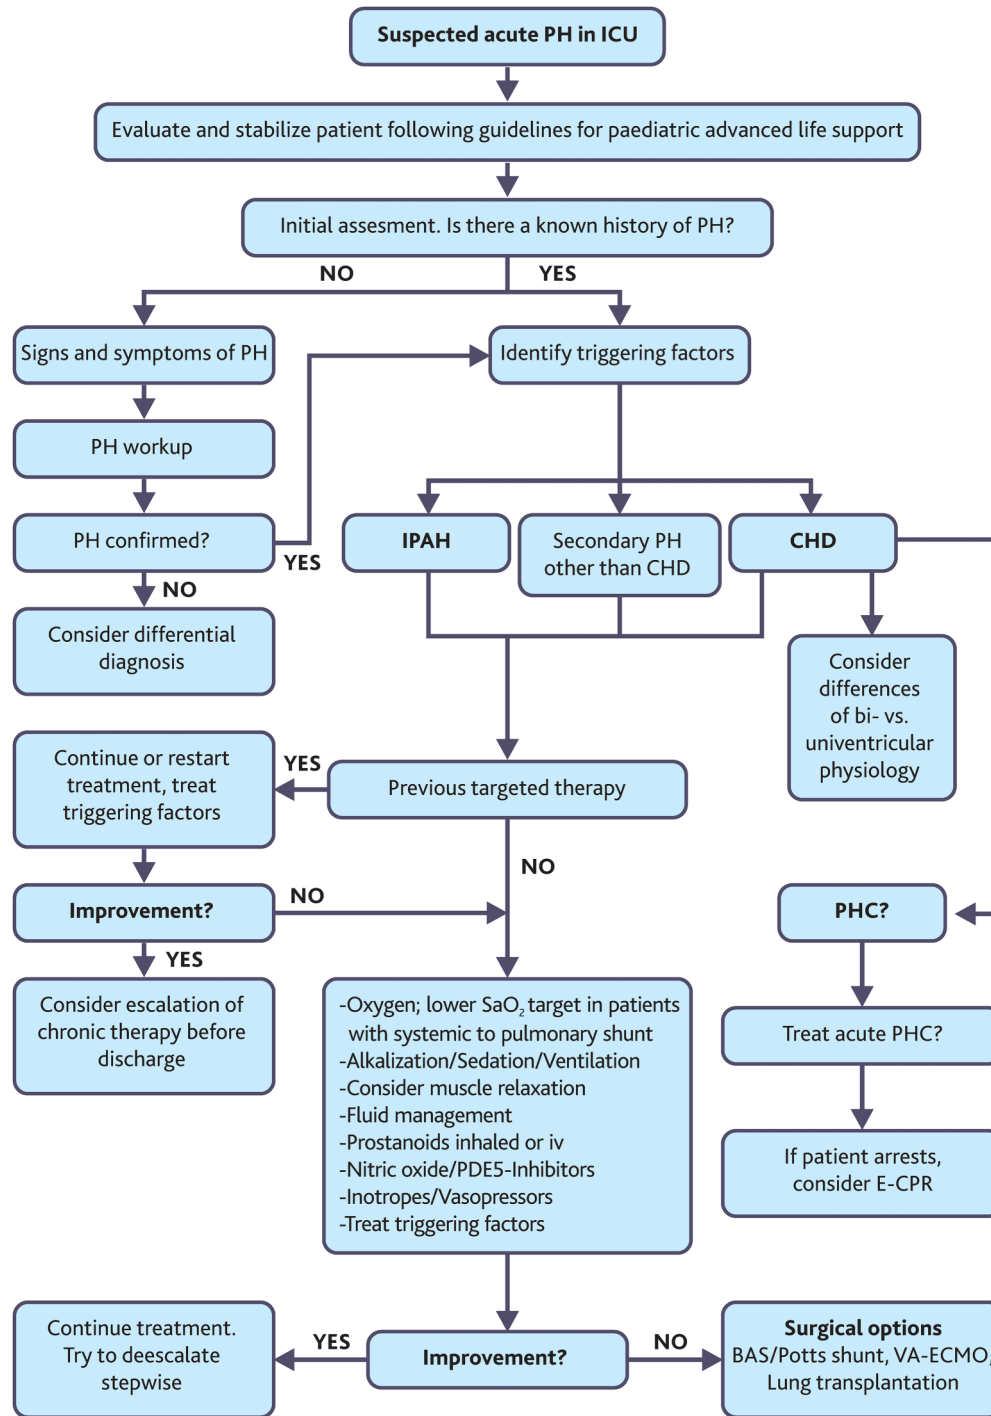 Suspected acute PH in ICU
Evaluate and stabilize patient following guidelines for paediatric advanced life support
Initial assesment. Is there a known history of PH?
NO
YES
Signs and symptoms of PH
Identify triggering factors
PH workup
PH confirmed?
YES
IPAH
Secondary PH
other than CHD
CHD
NO
Consider differential
diagnosis
Consider
differences
of bi- vs.
univentricular
physiology
Continue or restart
treatment, treat
triggering factors
YES
Previous targeted therapy
NO
Improvement?
NO
PHC?
YES
Consider escalation of
chronic therapy before
discharge
-Oxygen; lower SaO₂ target in patients
with systemic to pulmonary shunt
-Alkalization/Sedation/Ventilation
-Consider muscle relaxation
-Fluid management
-Prostanoids inhaled or iv
-Nitric oxide/PDE5-Inhibitors
-Inotropes/Vasopressors
-Treat triggering factors
Treat acute PHC?
If patient arrests,
consider E-CPR
Continue treatment.
Try to deescalate
stepwise
YES
Improvement?
NO
Surgical options
BAS/Potts shunt, VA-ECMO,
Lung transplantation